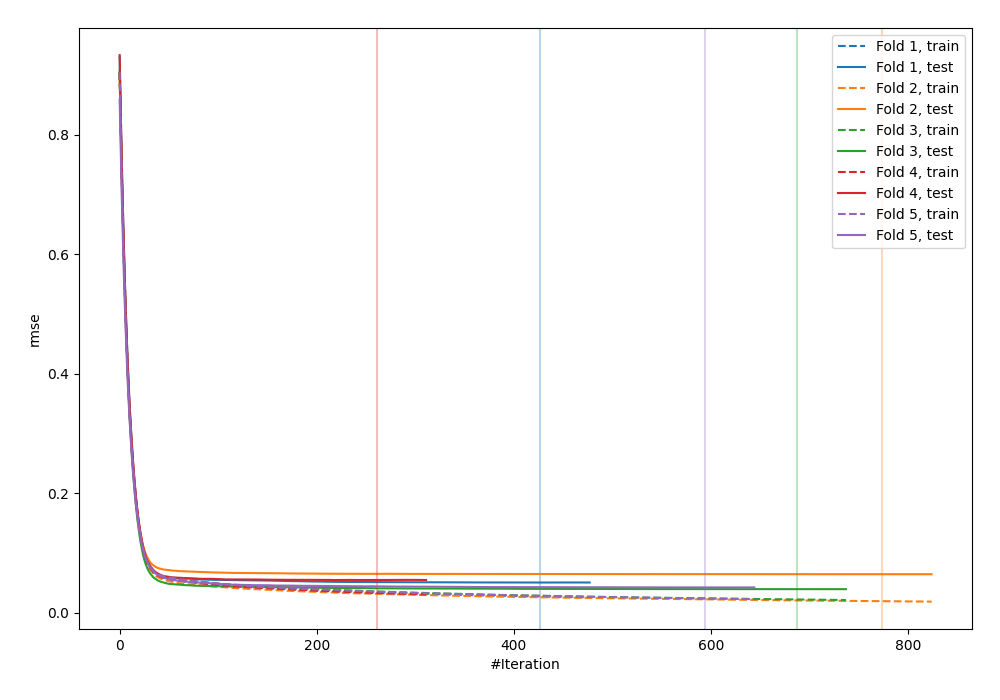 Fold 1, train
Fold 1, test
Fold 2, train
Fold 2, test
Fold 3, train
Fold 3, test
Fold 4, train
Fold 4, test
Fold 5, train
Fold 5, test
0.8
0.6
0.4
0.2
0.0
rmse
0 200 400 600 800
#Iteration